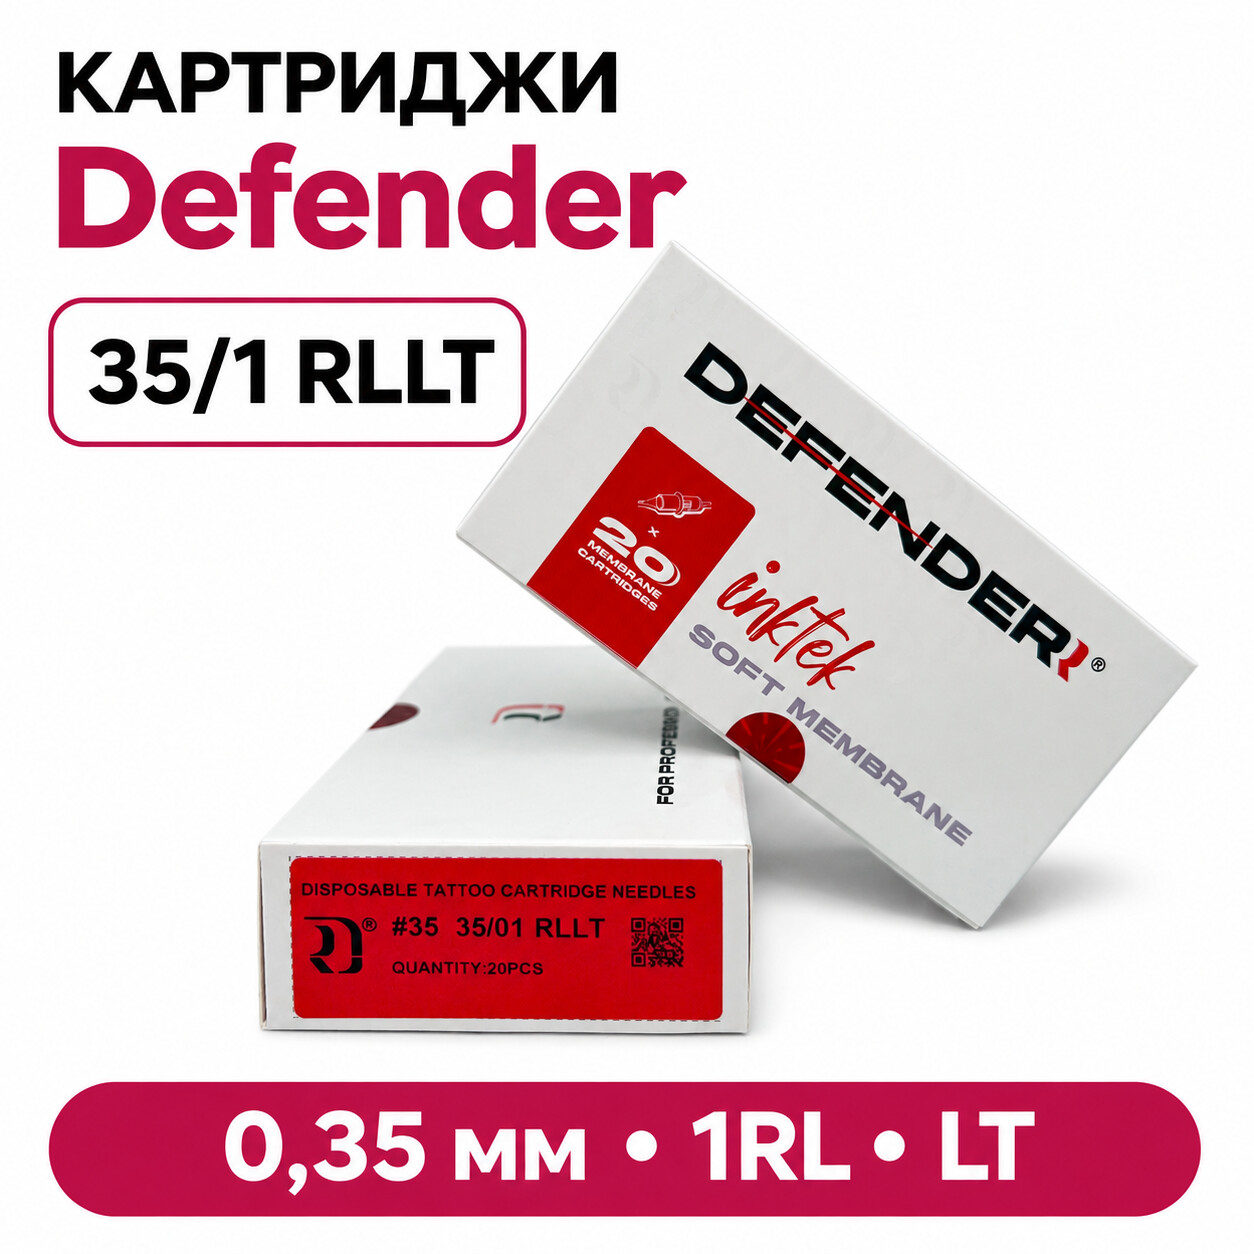 КАРТРИДЖИ
Defender
35/1 RLLT
DEFENDER®
x
20
MEMBRANE
CARTRIDGES
inktek
SOFT MEMBRANE
FOR PROFESSI
DISPOSABLE TATTOO CARTRIDGE NEEDLES
® #35 35/01 RLLT
QUANTITY:20PCS
0,35 мм • 1RL • LT